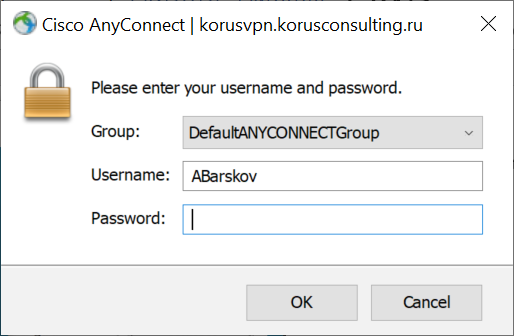 Cisco AnyConnect | korusvpn.korusconsulting.ru
Please enter your username and password.
Group: DefaultANYCONNECTGroup
Username: ABarskov
Password:
OK Cancel